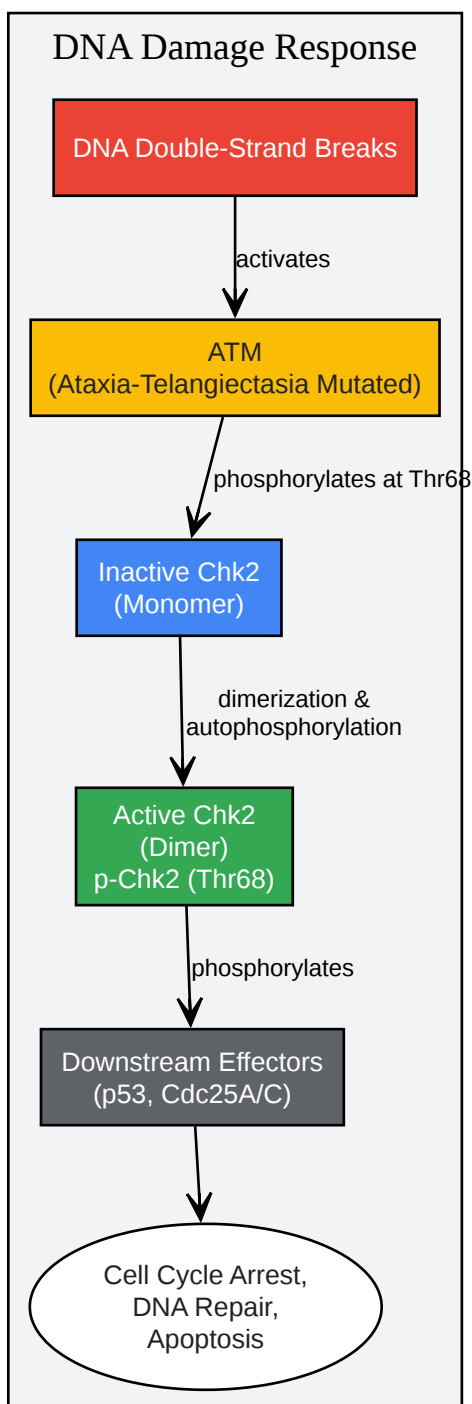 DNA Damage Response
DNA Double-Strand Breaks
activates
ATM
(Ataxia-Telangiectasia Mutated)
phosphorylates at Thr68
Inactive Chk2
(Monomer)
dimerization &
autophosphorylation
Active Chk2
(Dimer)
p-Chk2 (Thr68)
phosphorylates
Downstream Effectors
(p53, Cdc25A/C)
Cell Cycle Arrest,
DNA Repair,
Apoptosis